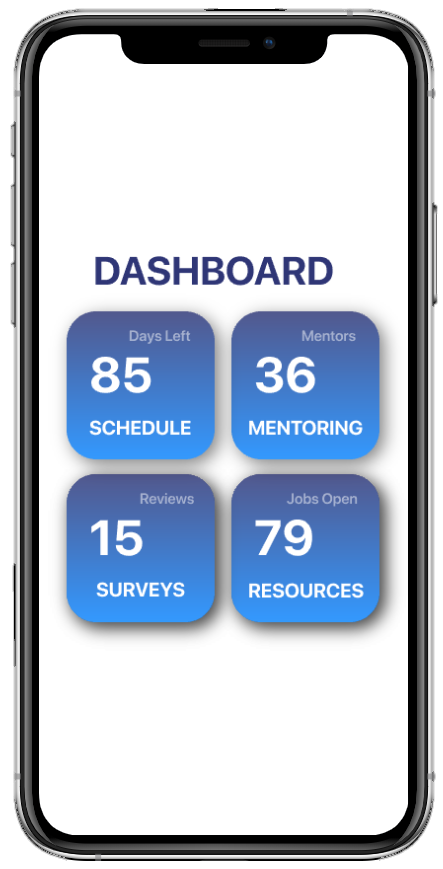 DASHBOARD
Days Left
85
SCHEDULE
Mentors
36
MENTORING
Reviews
15
SURVEYS
Jobs Open
79
RESOURCES